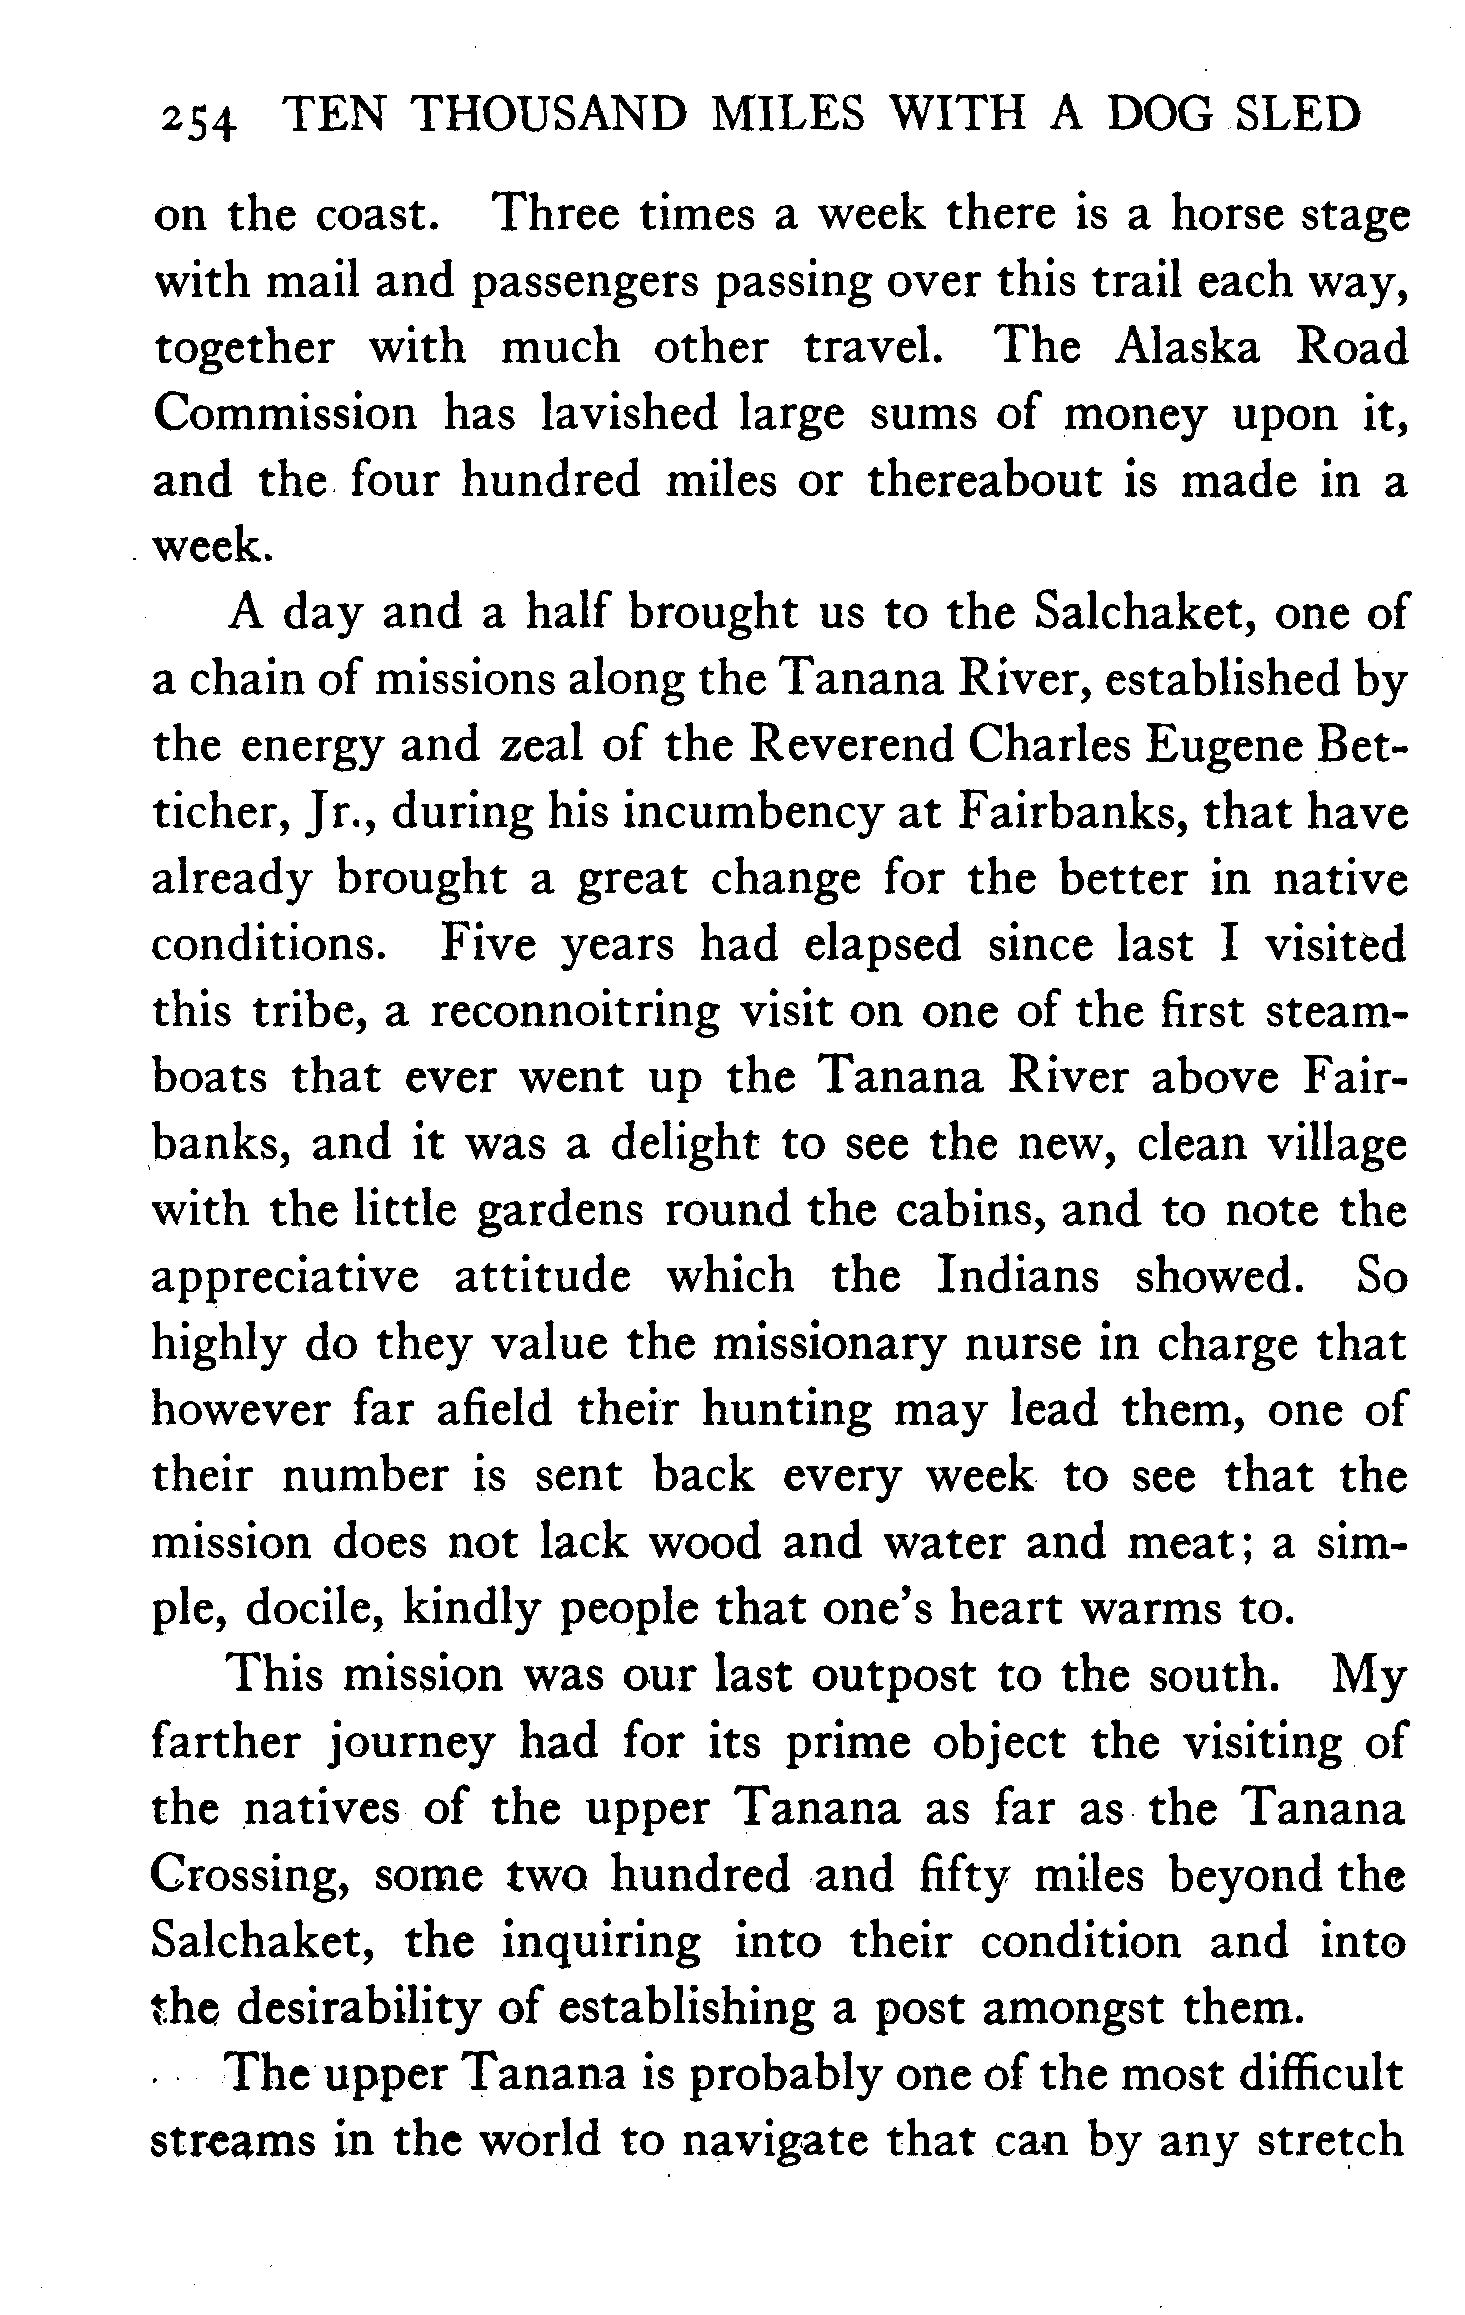 254 TEN THOUSAND MILES WITH A DOG SLED
on the coast. Three times a week there is a horse stage
with mail and passengers passing over this trail each way,
together with much other travel. The Alaska Road
Commission has lavished large sums of money upon it,
and the four hundred miles or thereabout is made in a
week.
A day and a half brought us to the Salchaket, one of
a chain of missions along the Tanana River, established by
the energy and zeal of the Reverend Charles Eugene Bet-
ticher, Jr., during his incumbency at Fairbanks, that have
already brought a great change for the better in native
conditions. Five years had elapsed since last I visited
this tribe, a reconnoitring visit on one of the first steam-
boats that ever went up the Tanana River above Fair-
banks, and it was a delight to see the new, clean village
with the little gardens round the cabins, and to note the
appreciative attitude which the Indians showed. So
highly do they value the missionary nurse in charge that
however far afield their hunting may lead them, one of
their number is sent back every week to see that the
mission does not lack wood and water and meat; a sim-
ple, docile, kindly people that one's heart warms to.
This mission was our last outpost to the south. My
farther journey had for its prime object the visiting of
the natives of the upper Tanana as far as the Tanana
Crossing, some two hundred and fifty miles beyond the
Salchaket, the inquiring into their condition and into
the desirability of establishing a post amongst them.
The upper Tanana is probably one of the most difficult
streams in the world to navigate that can by any stretch